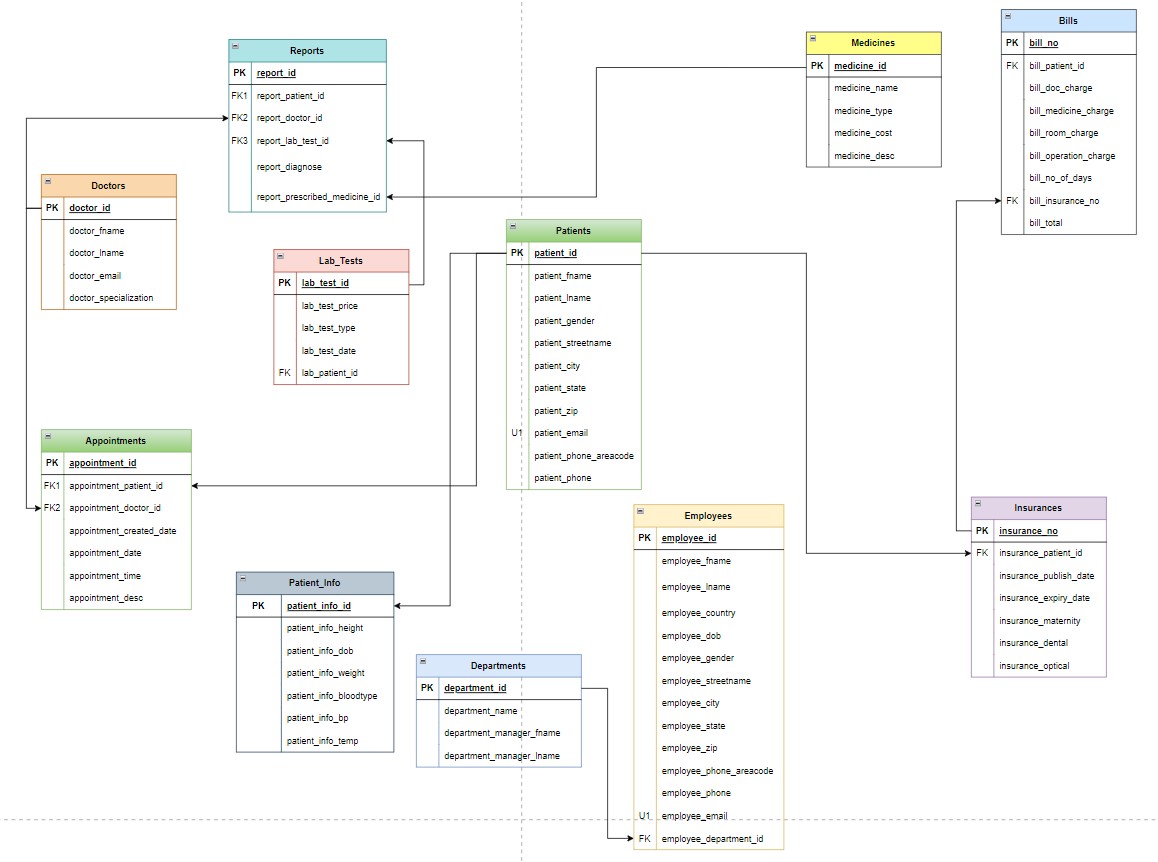 Reports
PK report_id
FK1 report_patient_id
FK2 report_doctor_id
FK3 report_lab_test_id
report_diagnose
report_prescribed_medicine_id
Medicines
PK medicine_id
medicine_name
medicine_type
medicine_cost
medicine_desc
Bills
PK bill_no
FK bill_patient_id
bill_doc_charge
bill_medicine_charge
bill_room_charge
bill_operation_charge
bill_no_of_days
FK bill_insurance_no
bill_total
Doctors
PK doctor_id
doctor_fname
doctor_lname
doctor_email
doctor_specialization
Lab_Tests
PK lab_test_id
lab_test_price
lab_test_type
lab_test_date
FK lab_patient_id
Patients
PK patient_id
patient_fname
patient_lname
patient_gender
patient_streetname
patient_city
patient_state
patient_zip
U1 patient_email
patient_phone_areacode
patient_phone
Appointments
PK appointment_id
FK1 appointment_patient_id
FK2 appointment_doctor_id
appointment_created_date
appointment_date
appointment_time
appointment_desc
Patient_Info
PK patient_info_id
patient_info_height
patient_info_dob
patient_info_weight
patient_info_bloodtype
patient_info_bp
patient_info_temp
Departments
PK department_id
department_name
department_manager_fname
department_manager_lname
Employees
PK employee_id
employee_fname
employee_lname
employee_country
employee_dob
employee_gender
employee_streetname
employee_city
employee_state
employee_zip
employee_phone_areacode
employee_phone
U1 employee_email
FK employee_department_id
Insurances
PK insurance_no
FK insurance_patient_id
insurance_publish_date
insurance_expiry_date
insurance_maternity
insurance_dental
insurance_optical